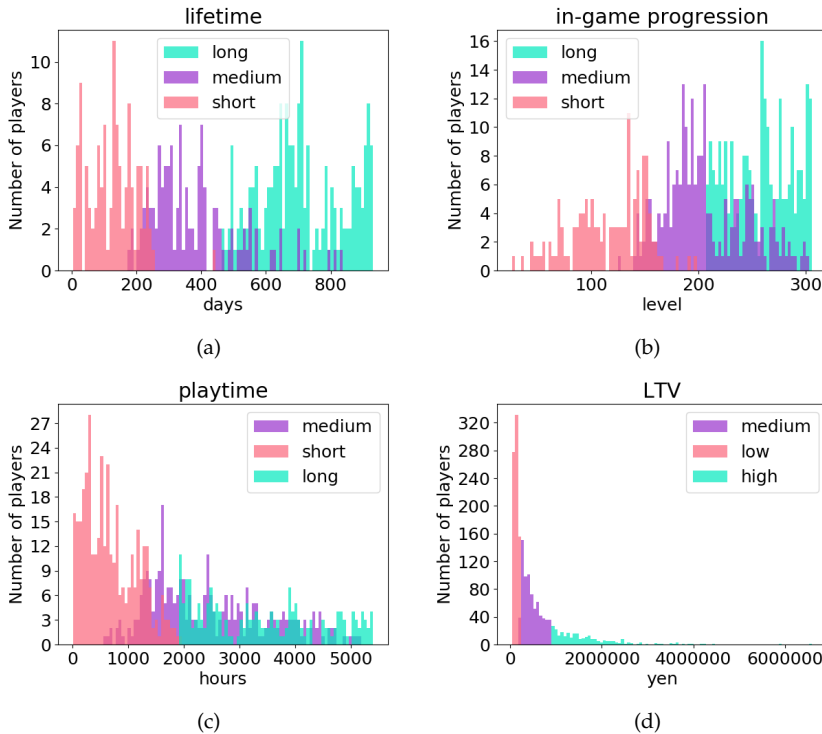 lifetime
Number of players
10
8
6
4
2
0
long
medium
short
0 200 400 600 800
days
(a)
in-game progression
Number of players
16
14
12
10
8
6
4
2
0
long
medium
short
100 200 300
level
(b)
playtime
Number of players
27
24
21
18
15
12
9
6
3
0
medium
short
long
0 1000 2000 3000 4000 5000
hours
(c)
LTV
Number of players
320
280
240
200
160
120
80
40
0
medium
low
high
0 2000000 4000000 6000000
yen
(d)